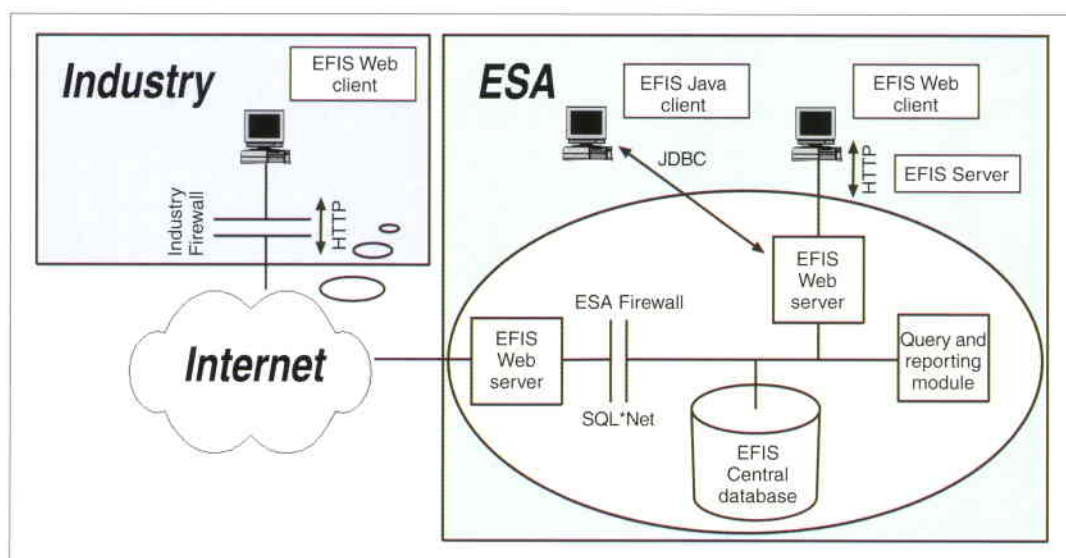 Industry
EFIS Web
client
Industry
Firewall
HTTP
Internet
ESA
EFIS Java
client
EFIS Web
client
JDBC
HTTP
EFIS Server
EFIS
Web
server
ESA Firewall
EFIS
Web
server
SQL*Net
Query and
reporting
module
EFIS
Central
database